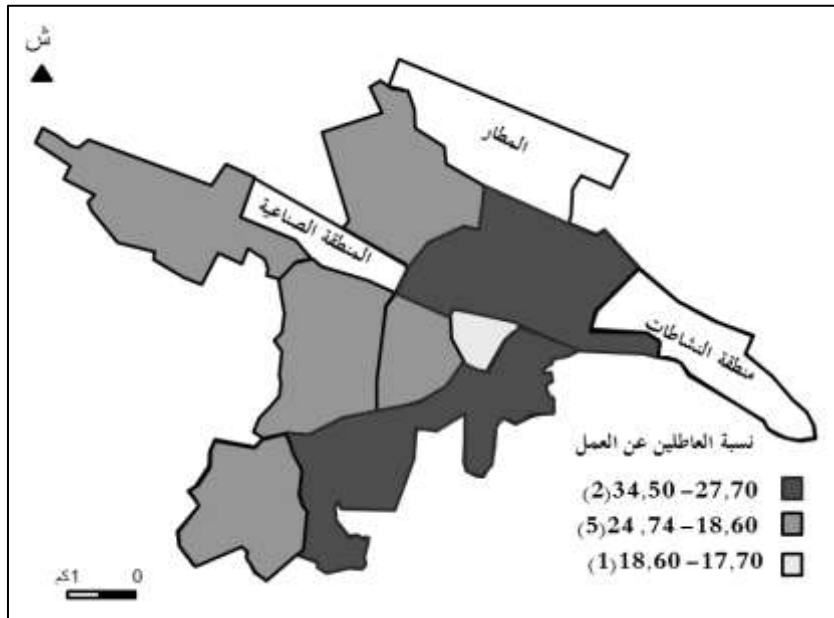 ش
المطار
المنطقة الصناعية
منطقة النشاطات
نسبة العاطلين عن العمل
34,50-27,70(2)
24,74-18,60(5)
18,60-17,70(1)
1كم 0